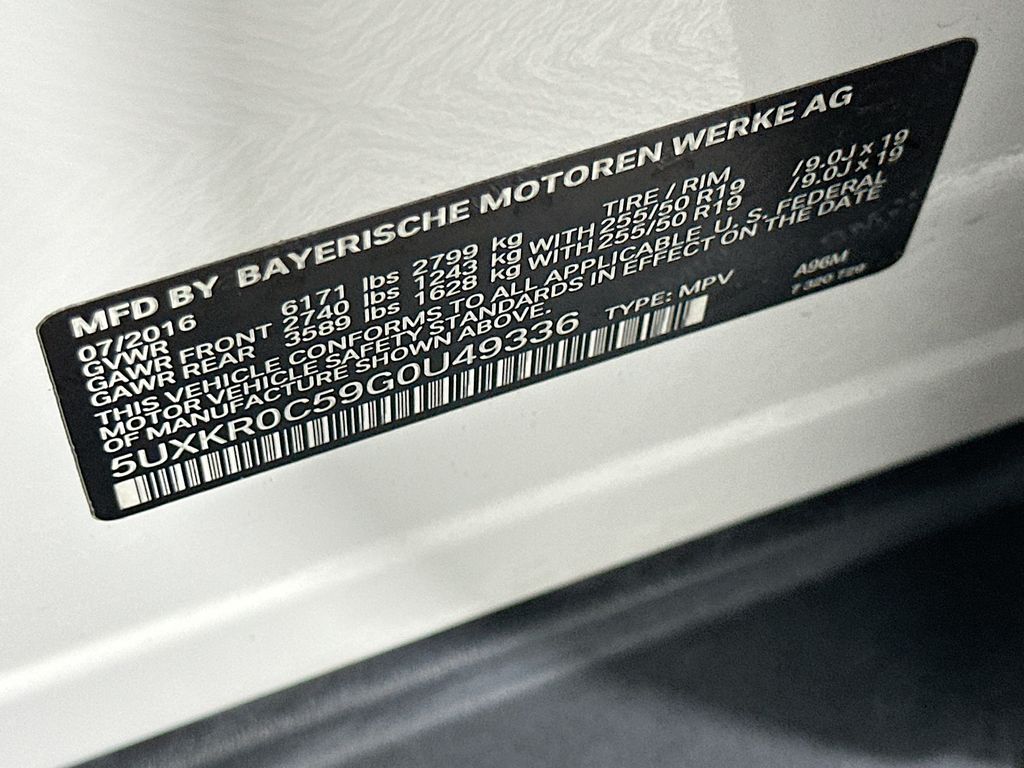 MFD BY BAYERISCHE MOTOREN WERKE AG
07/2016 TIRE / RIM
GVWR 6171 lbs 2799 kg
GAWR FRONT 2740 lbs 1243 kg WITH 255/50 R19 /9.0J x 19
GAWR REAR 3589 lbs 1628 kg WITH 255/50 R19 /9.0J x 19
THIS VEHICLE CONFORMS TO ALL APPLICABLE U. S. FEDERAL
MOTOR VEHICLE SAFETY STANDARDS IN EFFECT ON THE DATE
OF MANUFACTURE SHOWN ABOVE.
5UXKR0C59G0U49336 TYPE: MPV A96M